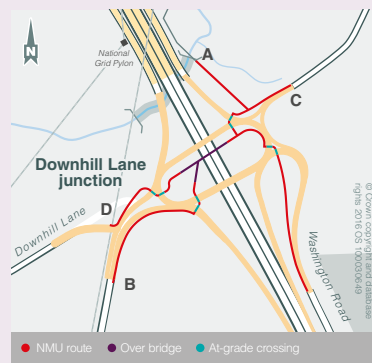 N
National
Grid Pylon
A
C
Downhill Lane
junction
D
Downhill Lane
B
Washington Road
© Crown copyright and database
rights 2016 OS 100030649
NMU route
Over bridge
At-grade crossing